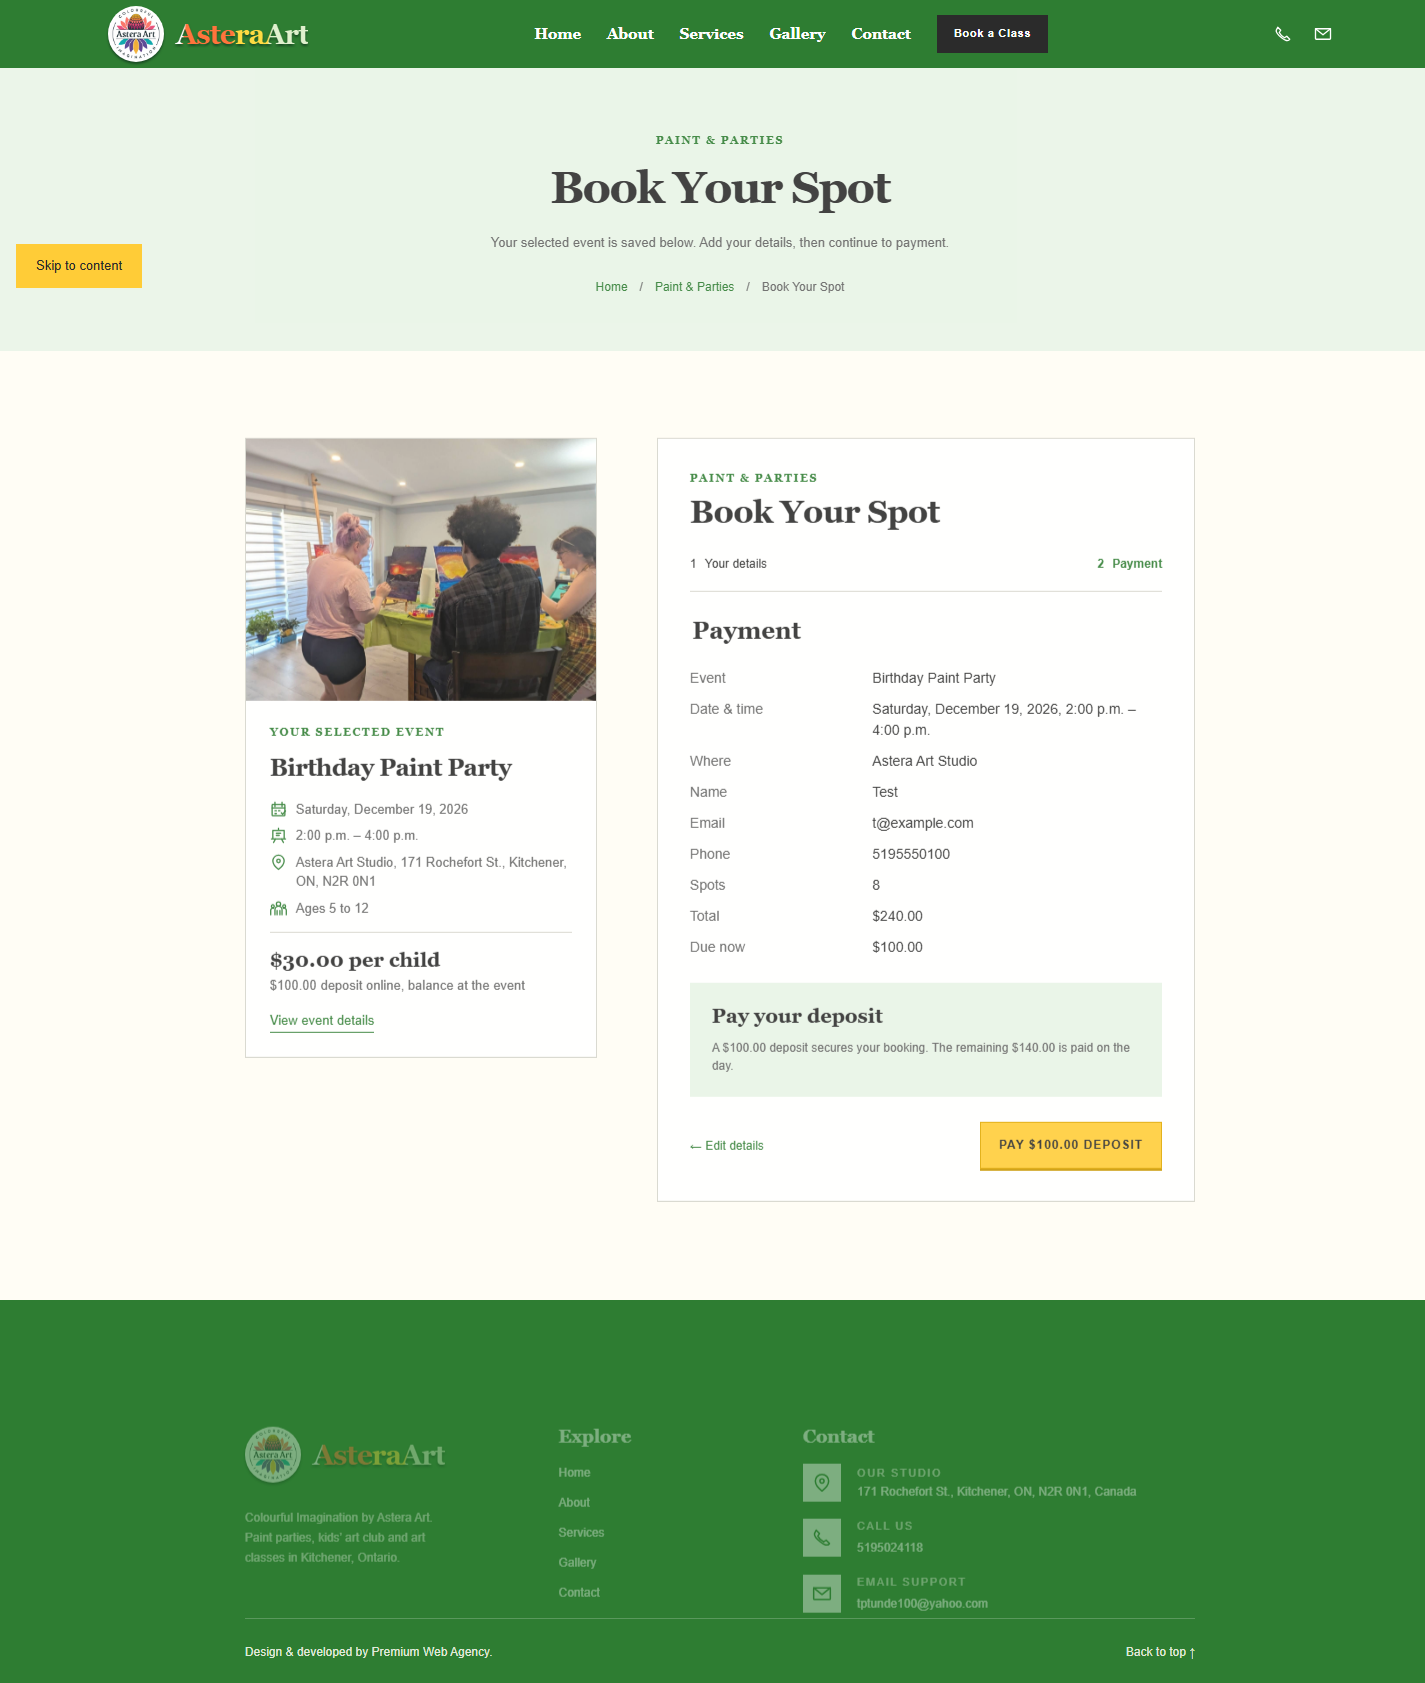 COLORFUL
Astera Art
IMAGINATION
AsteraArt
Home
About
Services
Gallery
Contact
Book a Class
PAINT & PARTIES
Book Your Spot
Your selected event is saved below. Add your details, then continue to payment.
Skip to content
Home / Paint & Parties / Book Your Spot
YOUR SELECTED EVENT
Birthday Paint Party
Saturday, December 19, 2026
2:00 p.m. – 4:00 p.m.
Astera Art Studio, 171 Rochefort St., Kitchener,
ON, N2R 0N1
Ages 5 to 12
$30.00 per child
$100.00 deposit online, balance at the event
View event details
PAINT & PARTIES
Book Your Spot
1 Your details
2 Payment
Payment
Event Birthday Paint Party
Date & time Saturday, December 19, 2026, 2:00 p.m. –
4:00 p.m.
Where Astera Art Studio
Name Test
Email t@example.com
Phone 5195550100
Spots 8
Total $240.00
Due now $100.00
Pay your deposit
A $100.00 deposit secures your booking. The remaining $140.00 is paid on the
day.
← Edit details
PAY $100.00 DEPOSIT
Astera Art
AsteraArt
Colourful Imagination by Astera Art.
Paint parties, kids' art club and art
classes in Kitchener, Ontario.
Explore
Home
About
Services
Gallery
Contact
Contact
OUR STUDIO
171 Rochefort St., Kitchener, ON, N2R 0N1, Canada
CALL US
5195024118
EMAIL SUPPORT
tptunde100@yahoo.com
Design & developed by Premium Web Agency.
Back to top ↑